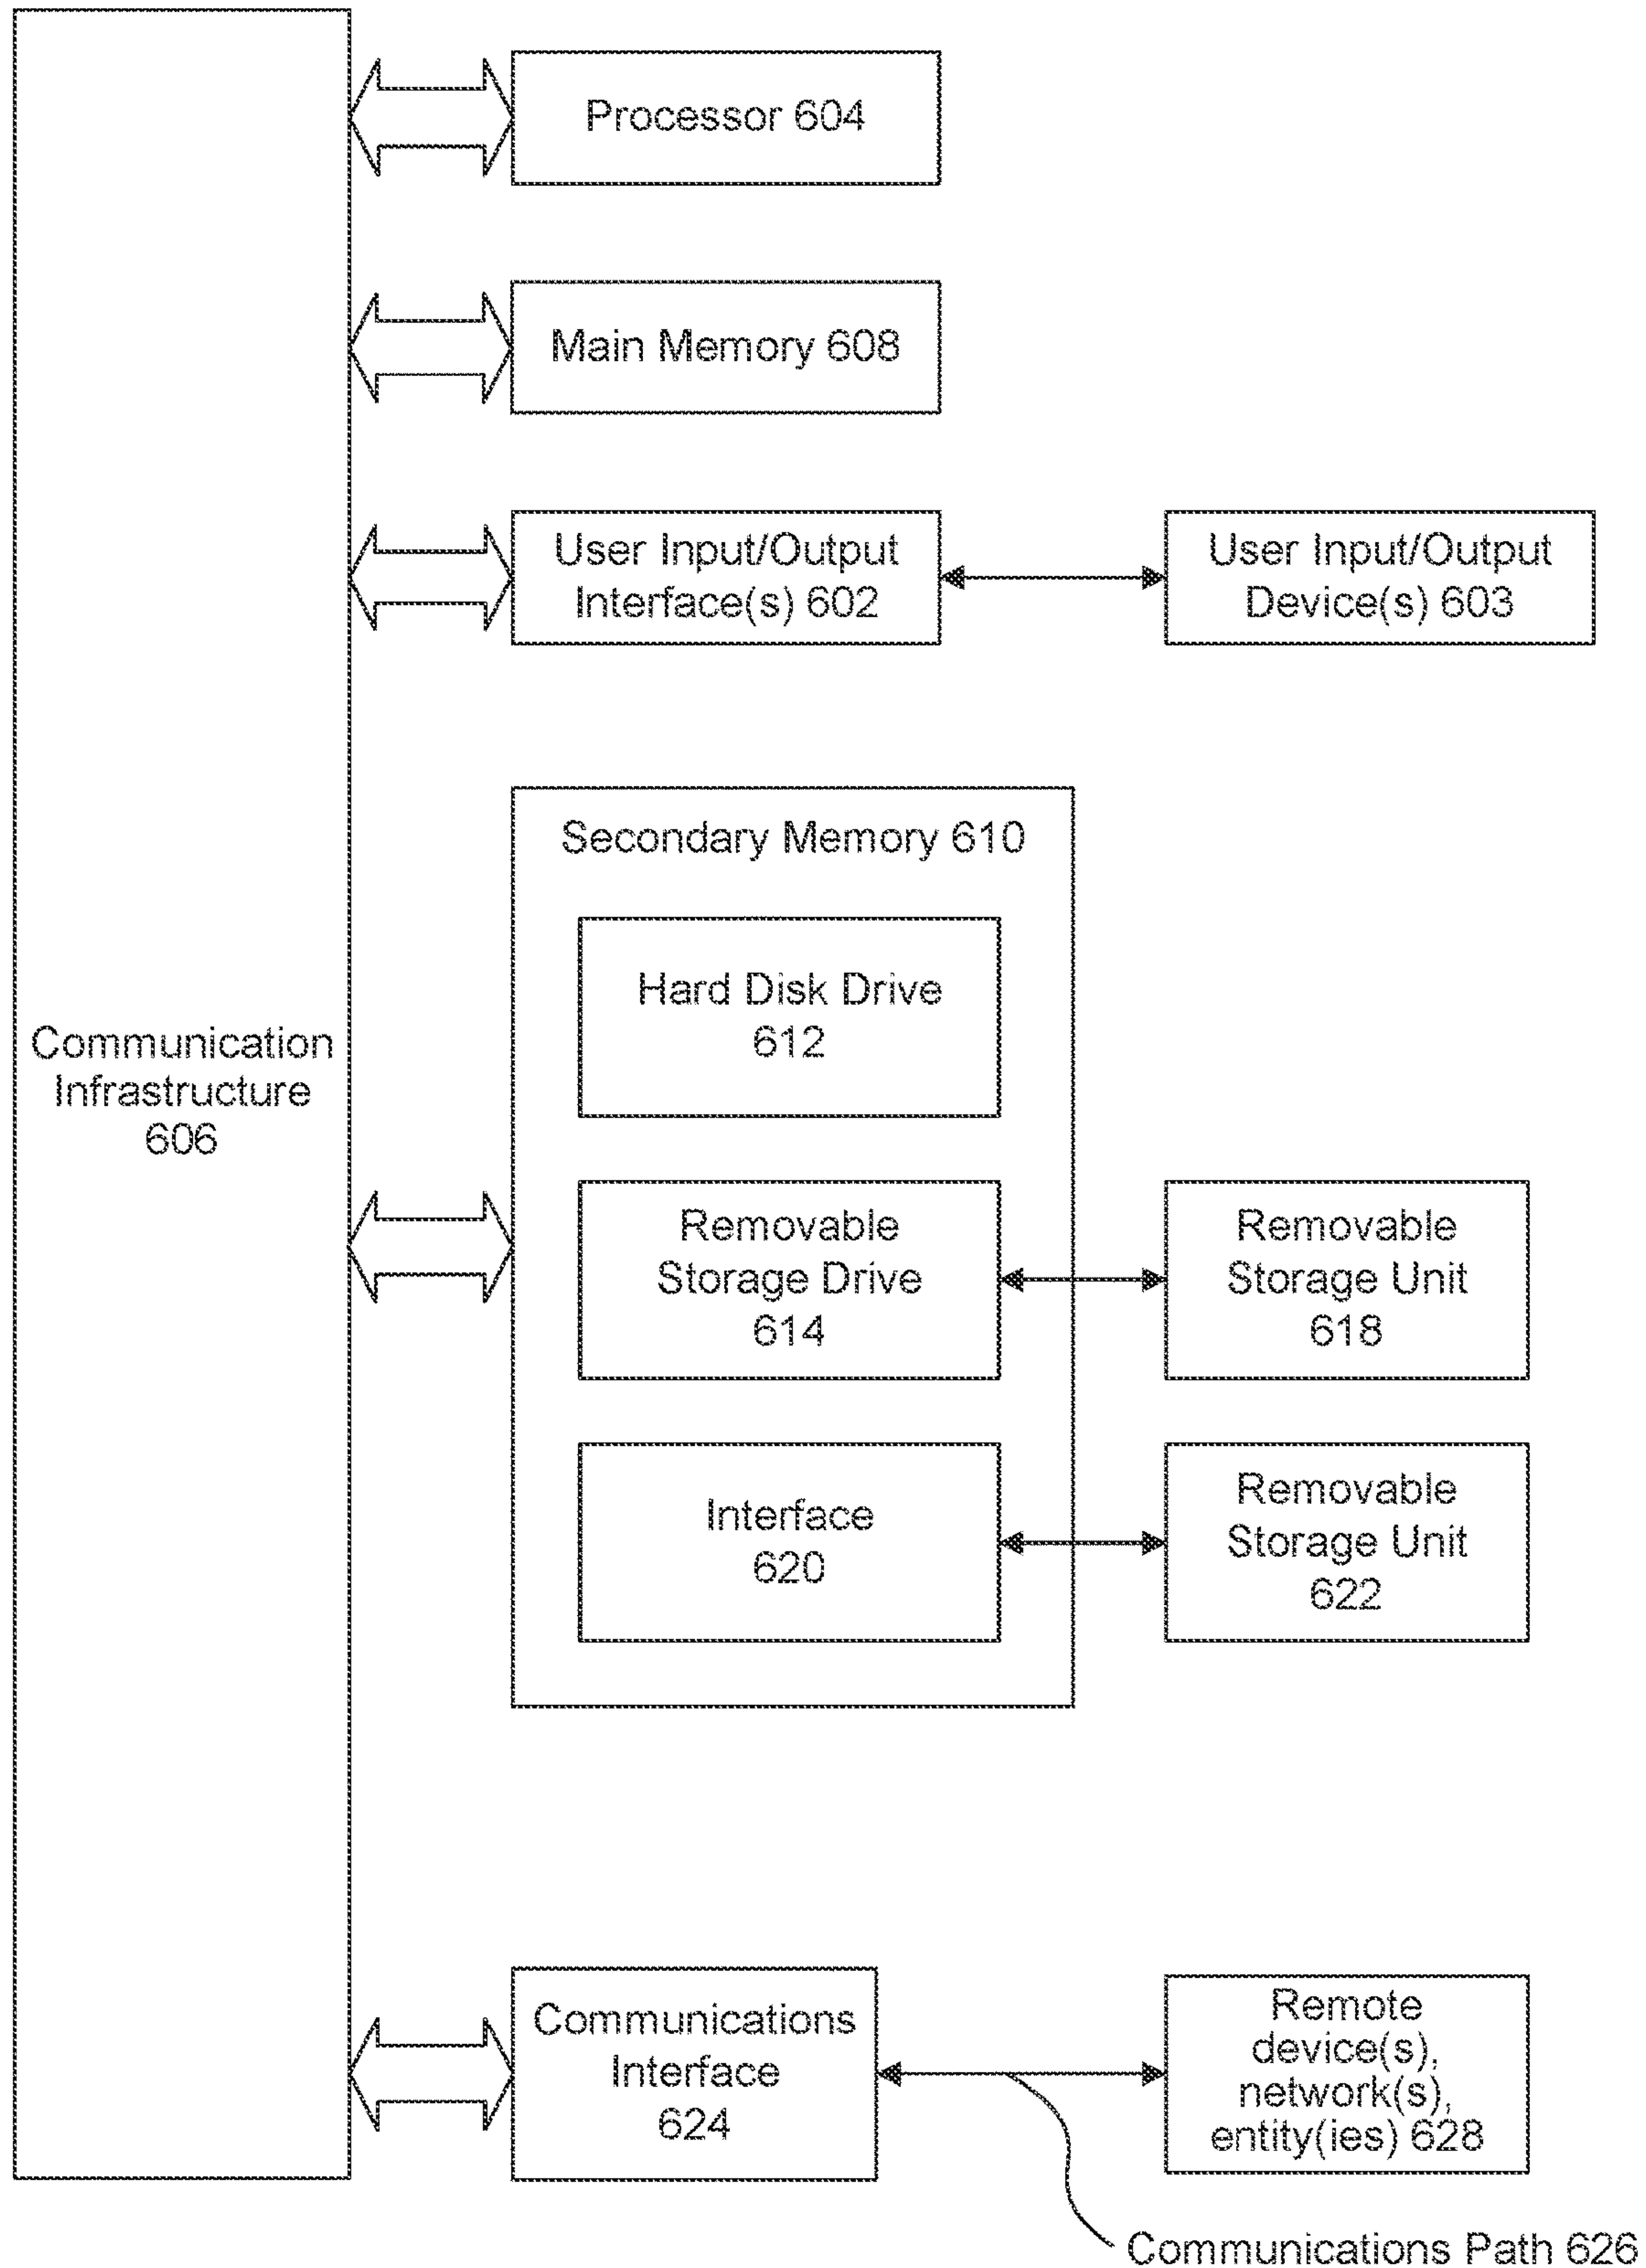 Processor 604
Main Memory 608
User Input/Output
Interface(s) 602
User Input/Output
Device(s) 603
Secondary Memory 610
Hard Disk Drive
612
Communication
Infrastructure
606
Removable
Storage Drive
614
Removable
Storage Unit
618
Interface
620
Removable
Storage Unit
622
Communications
Interface
624
Remote
device(s),
network(s),
entity(ies) 628
Communications Path 626